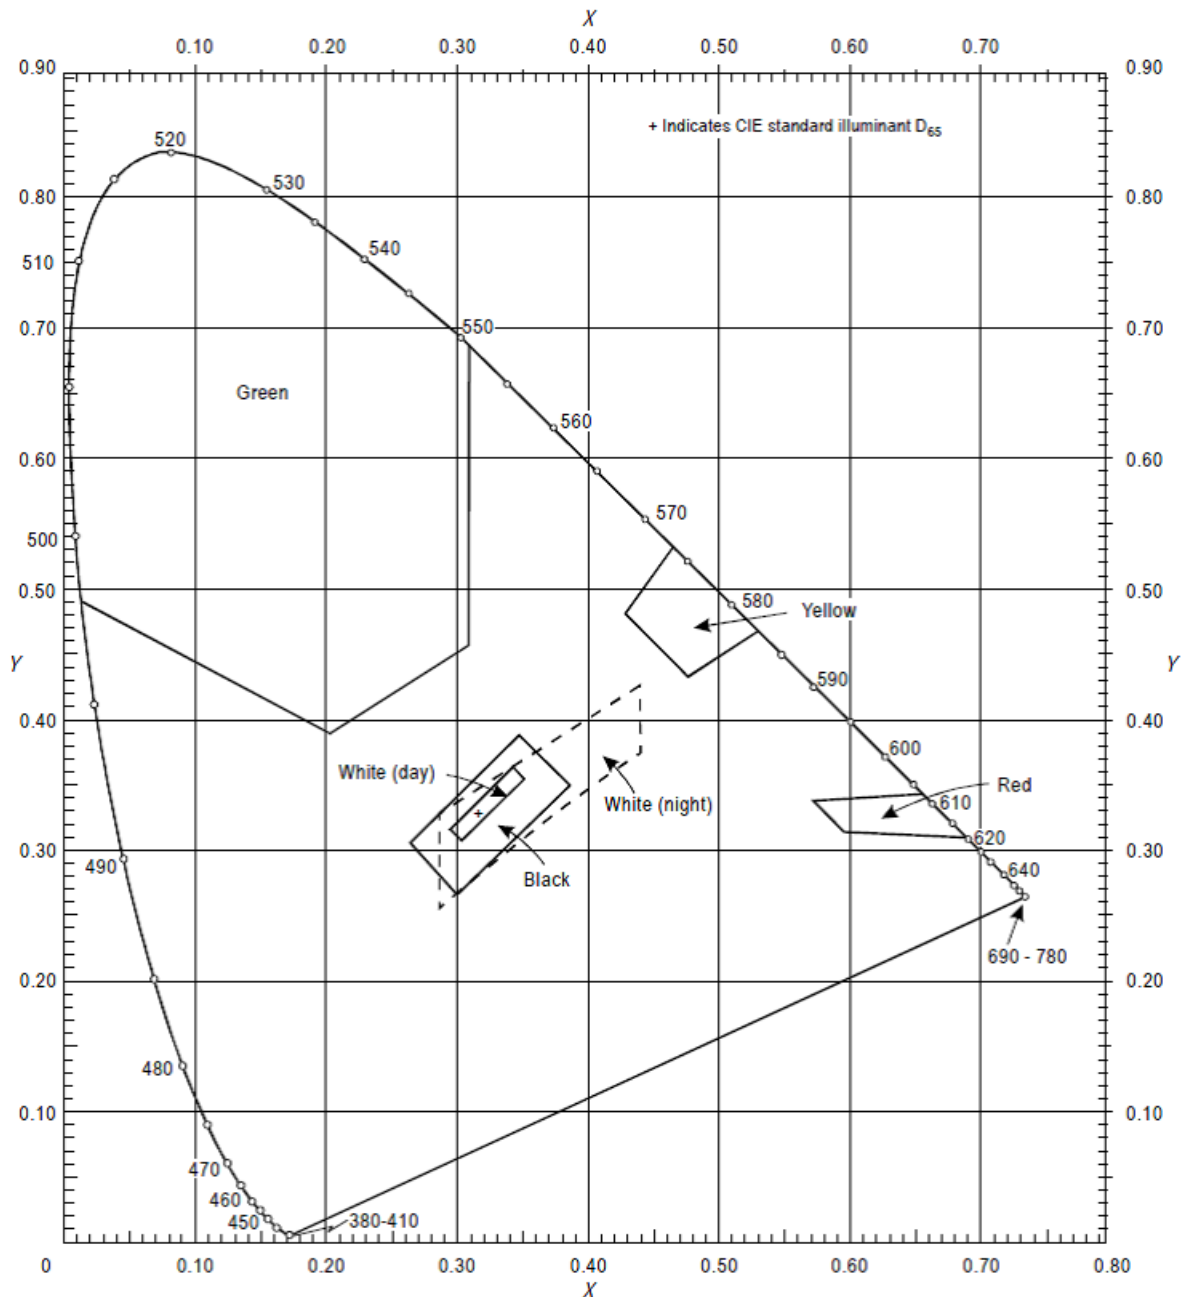 X
0.10 0.20 0.30 0.40 0.50 0.60 0.70
0.90 0.90
+ Indicates CIE standard illuminant D65
520
530
0.80 0.80
540
510
550
0.70 0.70
Green
560
0.60 0.60
570
500
0.50 0.50
580
Yellow
Y Y
590
0.40 0.40
600
White (day)
Red
White (night)
610
620
0.30 0.30
490
640
Black
690 - 780
0.20 0.20
480
0.10 0.10
470
460
450
380-410
0 0.10 0.20 0.30 0.40 0.50 0.60 0.70 0.80
X